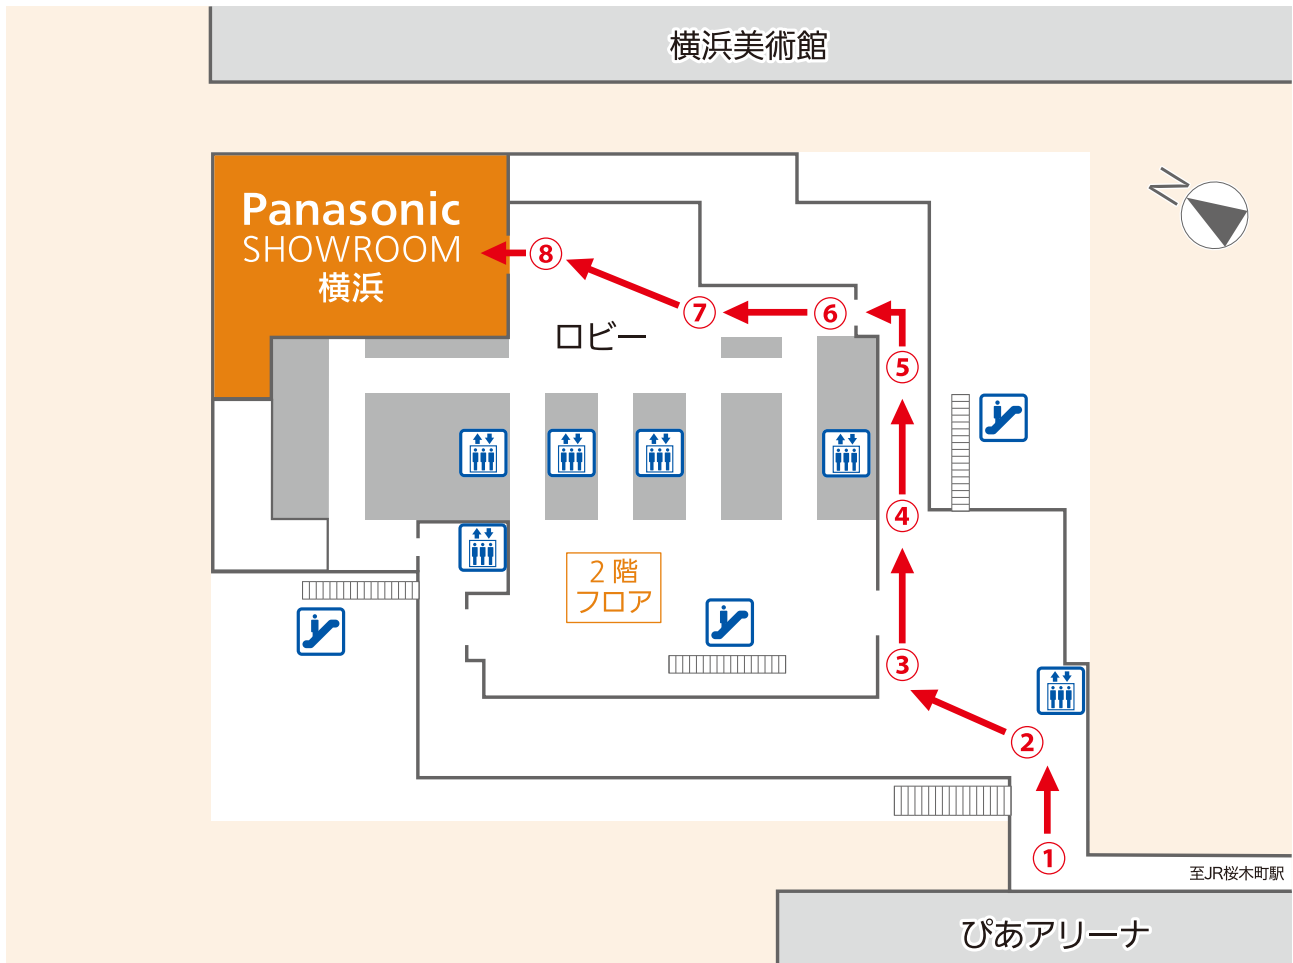 横浜美術館
N
Panasonic
SHOWROOM
横浜
⑧
⑦
⑥
ロビー
⑤
④
2階
フロア
③
②
①
至JR桜木町駅
ぴあアリーナ